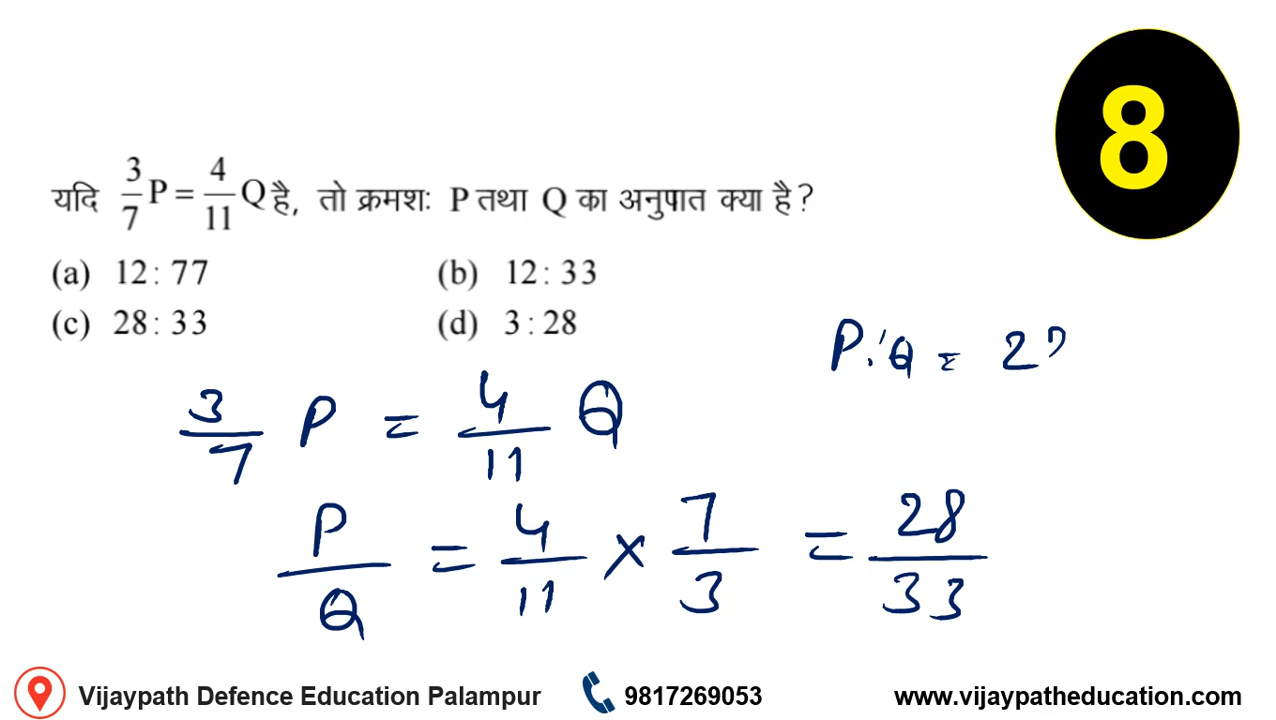 8
यदि 3/7 P = 4/11 Q है, तो क्रमशः P तथा Q का अनुपात क्या है?
(a) 12 : 77 (b) 12 : 33
(c) 28 : 33 (d) 3 : 28
P : Q = 2
3/7 P = 4/11 Q
P/Q = 4/11 × 7/3 = 28/33
Vijaypath Defence Education Palampur 9817269053 www.vijaypatheducation.com